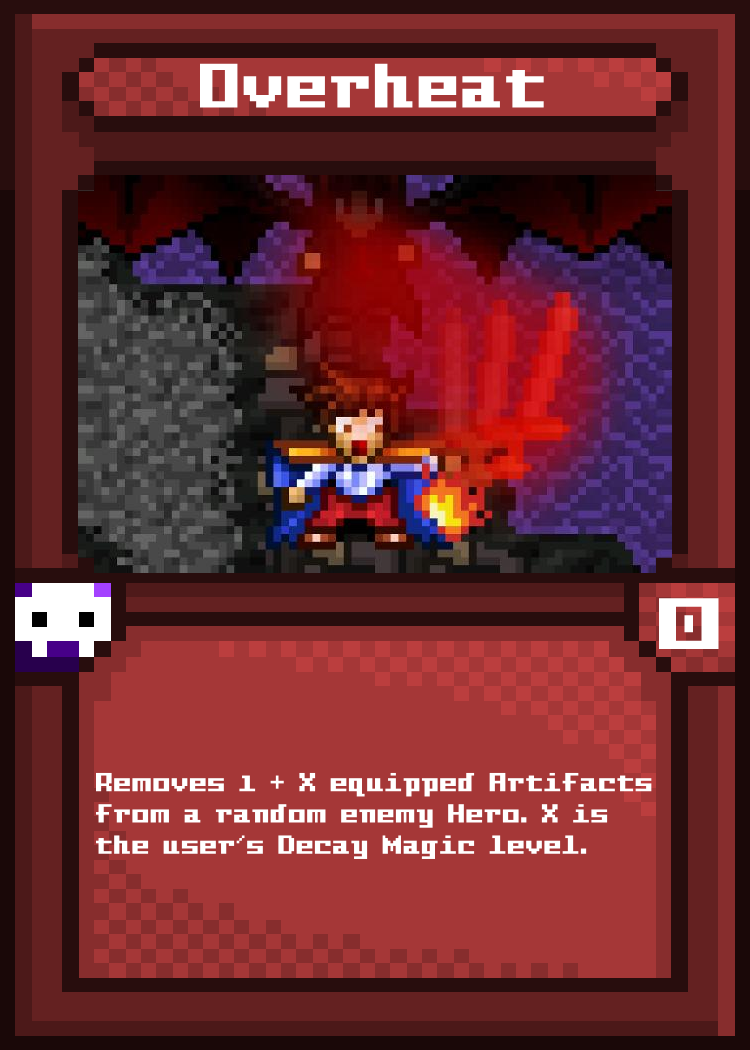 Overheat
0
Removes 1 + X equipped Artifacts
from a random enemy Hero. X is
the user's Decay Magic level.